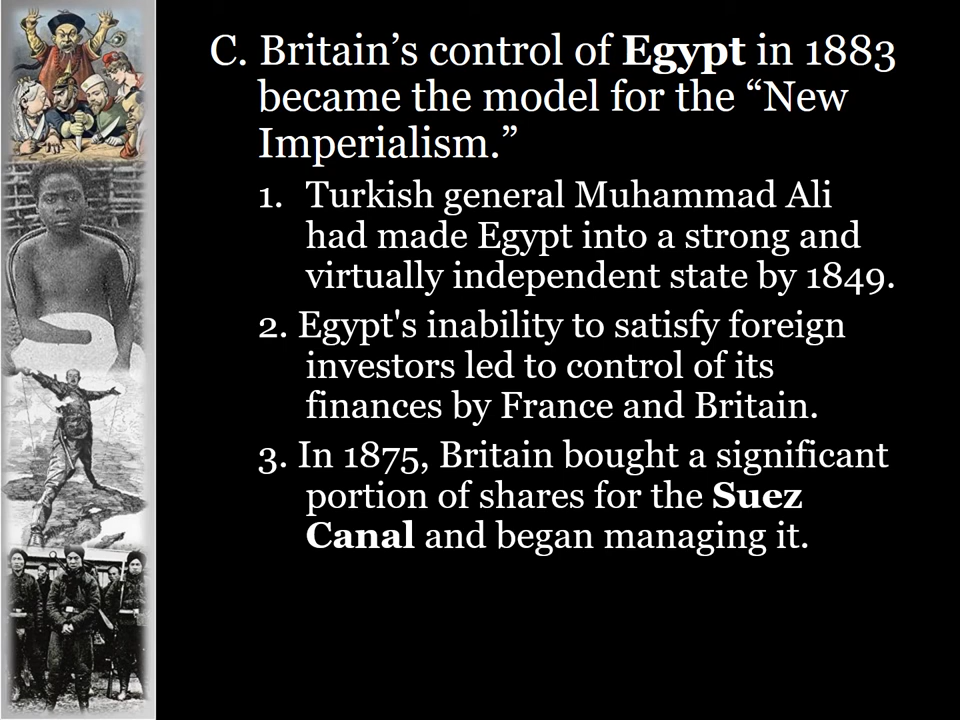 C. Britain’s control of Egypt in 1883
became the model for the “New
Imperialism.”
1. Turkish general Muhammad Ali
had made Egypt into a strong and
virtually independent state by 1849.
2. Egypt's inability to satisfy foreign
investors led to control of its
finances by France and Britain.
3. In 1875, Britain bought a significant
portion of shares for the Suez
Canal and began managing it.